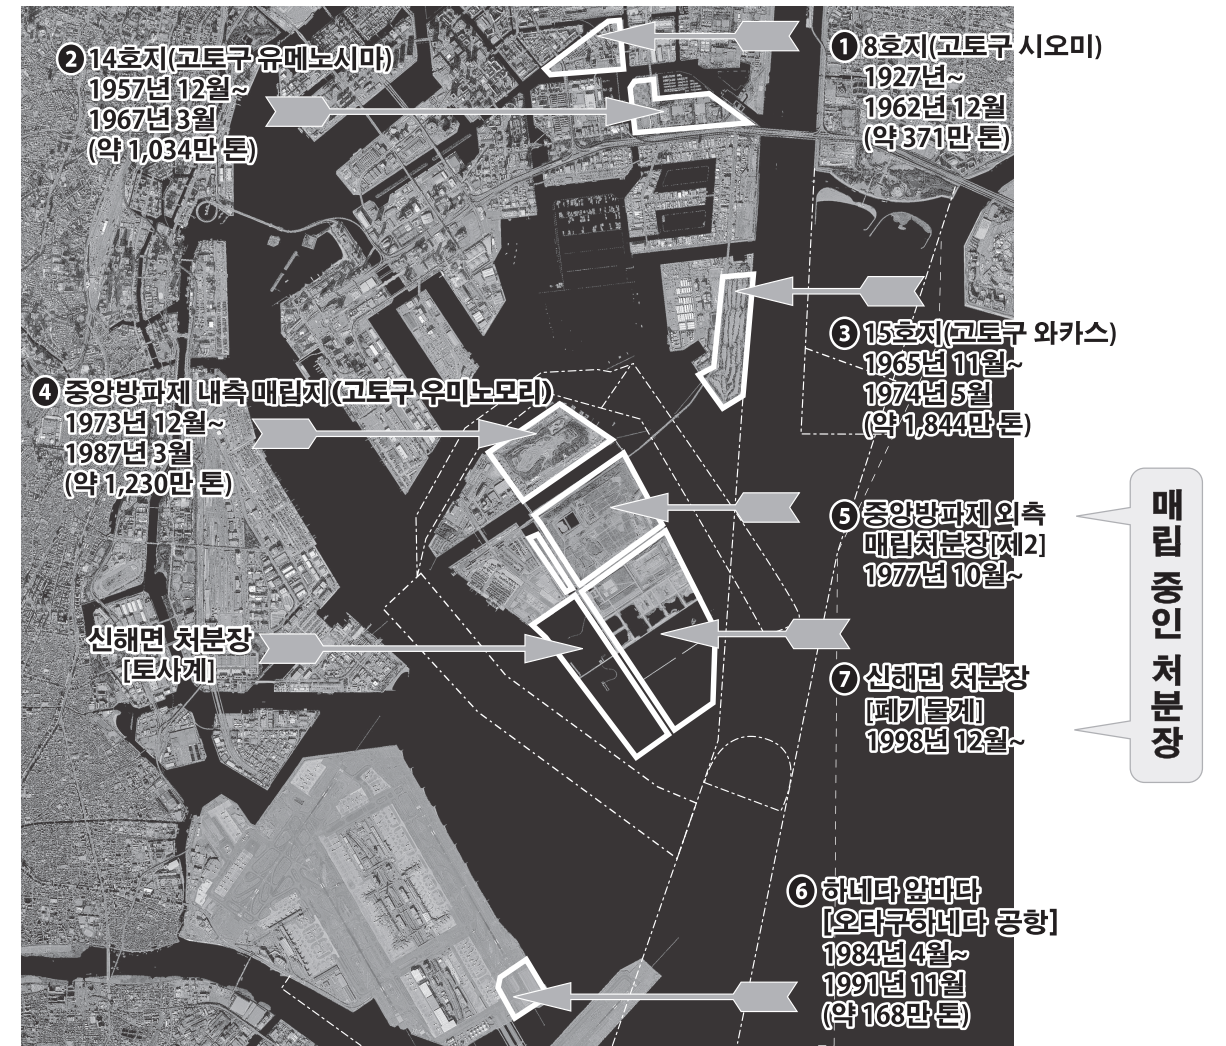 ❶ 8호지(고토구 시오미)
1927년~
1962년 12월
(약 371만 톤)
❷ 14호지(고토구 유메노시마)
1957년 12월~
1967년 3월
(약 1,034만 톤)
❸ 15호지(고토구 와카스)
1965년 11월~
1974년 5월
(약 1,844만 톤)
❹ 중앙방파제 내측 매립지(고토구 우미노모리)
1973년 12월~
1987년 3월
(약 1,230만 톤)
❺ 중앙방파제 외측
매립처분장[제2]
1977년 10월~
신해면 처분장
[토사계]
❼ 신해면 처분장
[폐기물계]
1998년 12월~
매립 중인 처분장
❻ 하네다 앞바다
[오타구하네다 공항]
1984년 4월~
1991년 11월
(약 168만 톤)